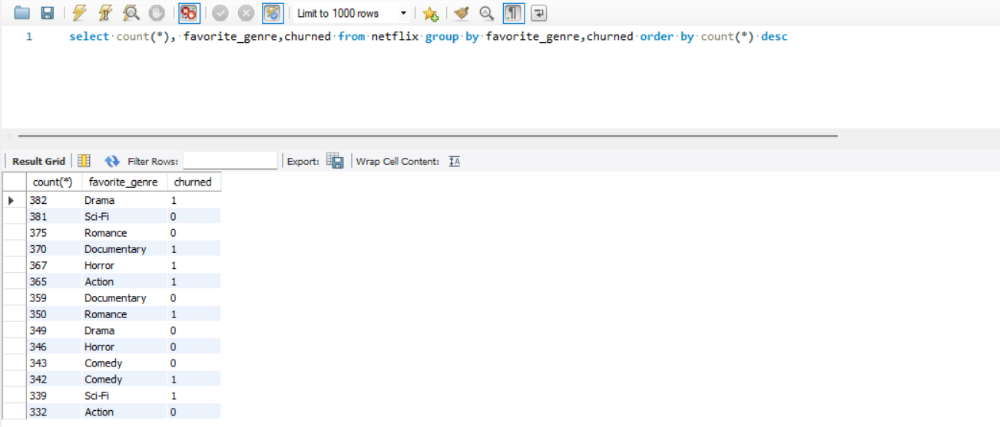 Limit to 1000 rows
1 select count(*), favorite_genre,churned from netflix group by favorite_genre,churned order by count(*) desc
Result Grid Filter Rows: Export: Wrap Cell Content:
count(*) favorite_genre churned
382 Drama 1
381 Sci-Fi 0
375 Romance 0
370 Documentary 1
367 Horror 1
365 Action 1
359 Documentary 0
350 Romance 1
349 Drama 0
346 Horror 0
343 Comedy 0
342 Comedy 1
339 Sci-Fi 1
332 Action 0